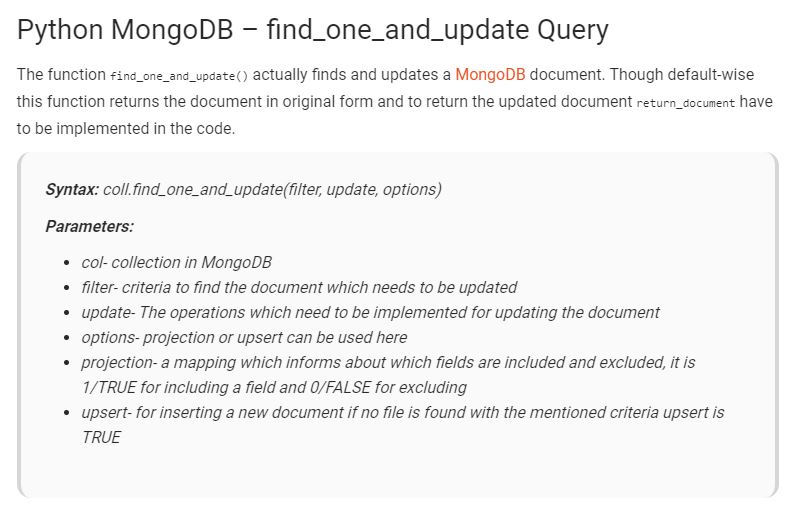 Python MongoDB – find_one_and_update Query
The function find_one_and_update() actually finds and updates a MongoDB document. Though default-wise
this function returns the document in original form and to return the updated document return_document have
to be implemented in the code.
Syntax: coll.find_one_and_update(filter, update, options)
Parameters:
• col- collection in MongoDB
• filter- criteria to find the document which needs to be updated
• update- The operations which need to be implemented for updating the document
• options- projection or upsert can be used here
• projection- a mapping which informs about which fields are included and excluded, it is
1/TRUE for including a field and 0/FALSE for excluding
• upsert- for inserting a new document if no file is found with the mentioned criteria upsert is
TRUE